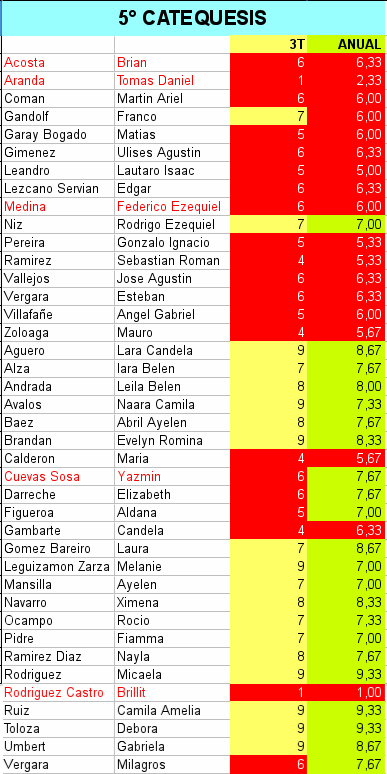 5º CATEQUESIS
3T ANUAL
Acosta Brian 6 6,33
Aranda Tomas Daniel 1 2,33
Coman Martin Ariel 6 6,00
Gandolf Franco 7 6,00
Garay Bogado Matias 5 6,00
Gimenez Ulises Agustin 6 6,33
Leandro Lautaro Isaac 5 5,00
Lezcano Servian Edgar 6 6,33
Medina Federico Ezequiel 6 6,00
Niz Rodrigo Ezequiel 7 7,00
Pereira Gonzalo Ignacio 5 5,33
Ramirez Sebastian Roman 4 5,33
Vallejos Jose Agustin 6 6,33
Vergara Esteban 6 6,33
Villafañe Angel Gabriel 5 6,00
Zoloaga Mauro 4 5,67
Aguero Lara Candela 9 8,67
Alza Iara Belen 7 7,67
Andrada Leila Belen 8 8,00
Avalos Naara Camila 9 7,33
Baez Abril Ayelen 8 7,67
Brandan Evelyn Romina 9 8,33
Calderon Maria 4 5,67
Cuevas Sosa Yazmin 6 7,67
Darreche Elizabeth 6 7,67
Figueroa Aldana 5 7,00
Gambarte Candela 4 6,33
Gomez Bareiro Laura 7 8,67
Leguizamon Zarza Melanie 9 7,00
Mansilla Ayelen 7 7,00
Navarro Ximena 8 8,33
Ocampo Rocio 7 7,33
Pidre Fiamma 7 7,00
Ramirez Diaz Nayla 8 7,67
Rodriguez Micaela 9 9,33
Rodriguez Castro Brillit 1 1,00
Ruiz Camila Amelia 9 9,33
Toloza Debora 9 9,33
Umbert Gabriela 9 8,67
Vergara Milagros 6 7,67